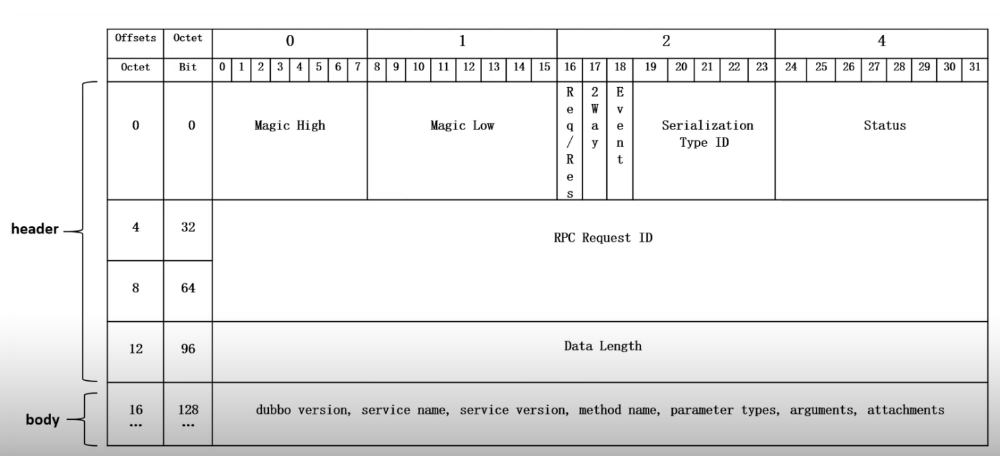 Offsets Octet 0 1 2 4
Octet Bit 0 1 2 3 4 5 6 7 8 9 10 11 12 13 14 15 16 17 18 19 20 21 22 23 24 25 26 27 28 29 30 31
0 0 Magic High Magic Low Req/Res 2Way Event Serialization Type ID Status
header
4 32 RPC Request ID
8 64
12 96 Data Length
body
16 128 dubbo version, service name, service version, method name, parameter types, arguments, attachments
... ...